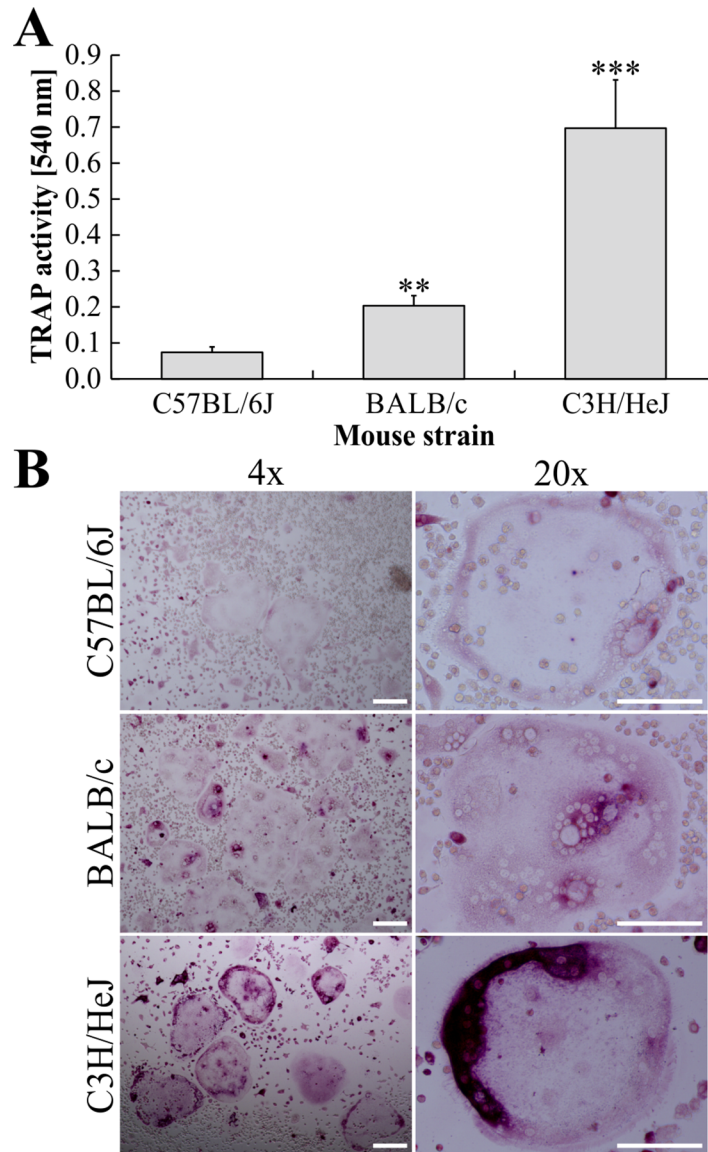 A
TRAP activity [540 nm]
0.9
0.8
0.7
0.6
0.5
0.4
0.3
0.2
0.1
0.0
**
***
C57BL/6J BALB/c C3H/HeJ
Mouse strain
B
4x 20x
C57BL/6J
BALB/c
C3H/HeJ